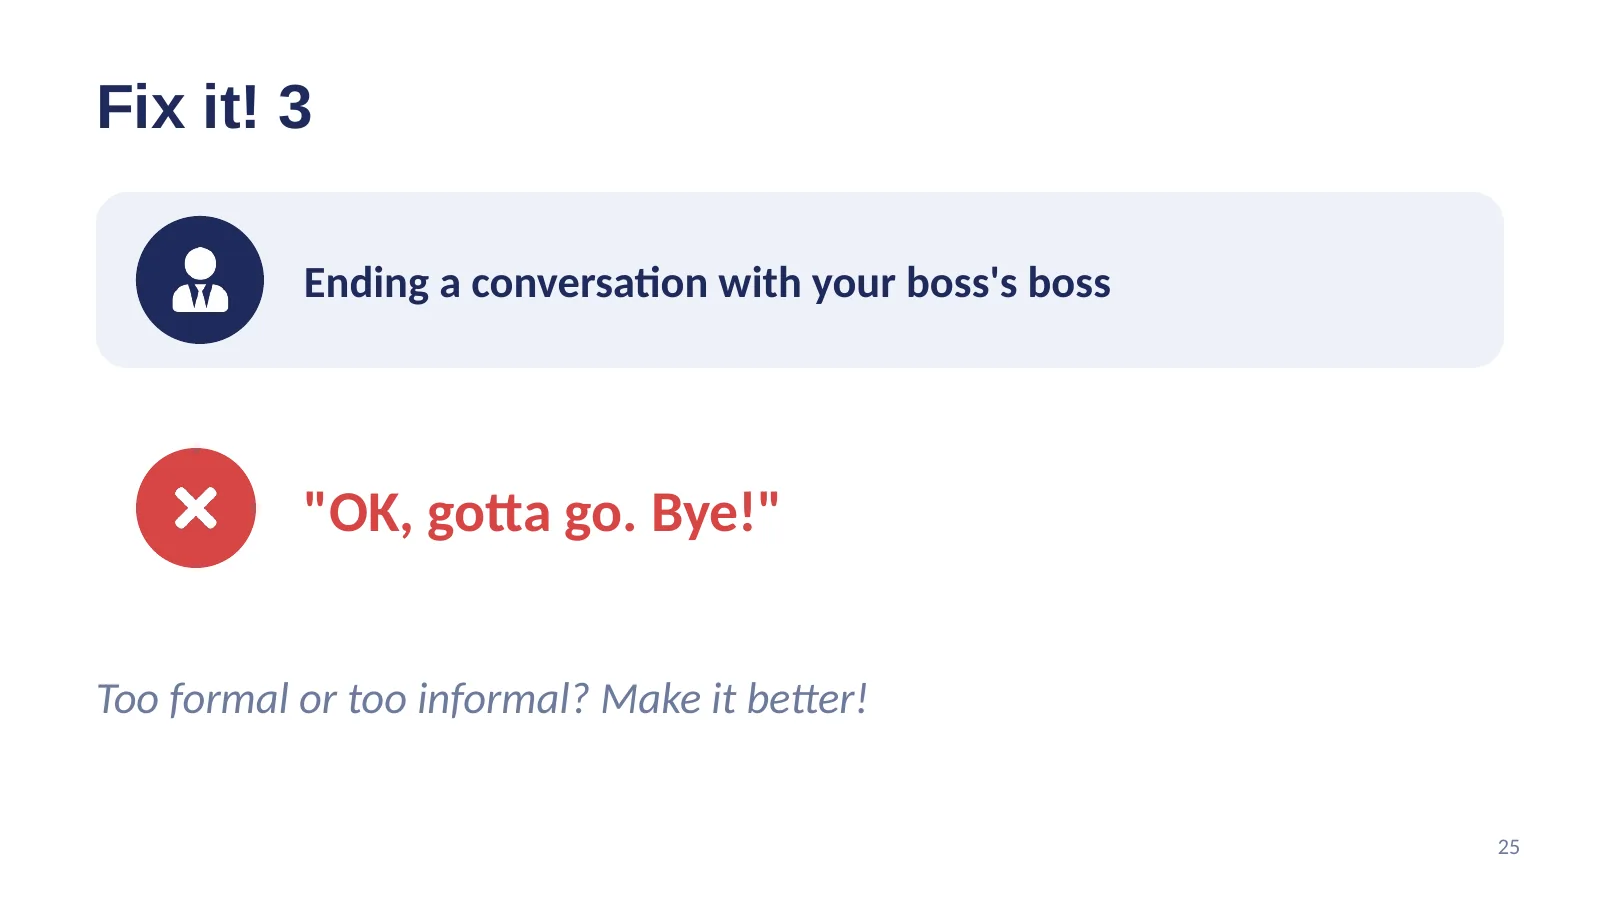 Fix it! 3
Ending a conversation with your boss's boss
"OK, gotta go. Bye!"
Too formal or too informal? Make it better!
25